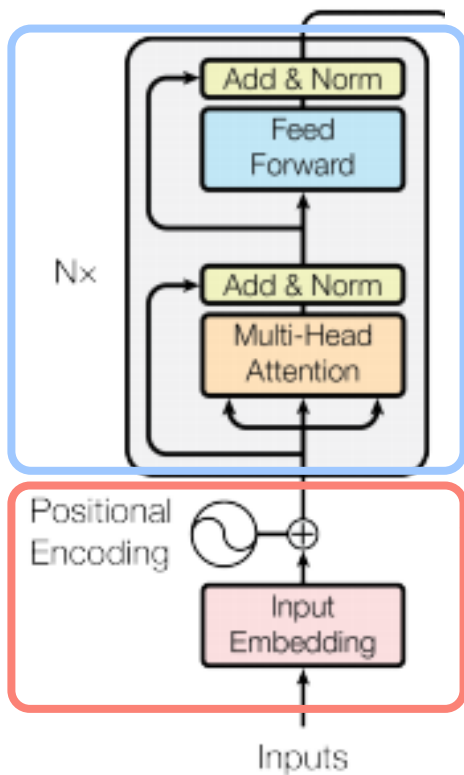 Add & Norm
Feed
Forward
Nx
Add & Norm
Multi-Head
Attention
Positional
Encoding
Input
Embedding
Inputs